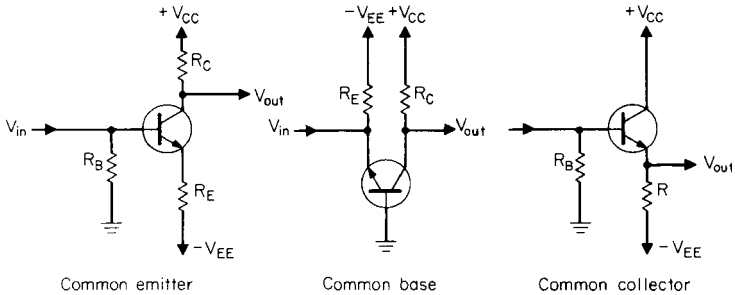 +VCC
RC
Vout
Vin
RB
RE
-VEE
Common emitter
-VEE +VCC
RE RC
Vin Vout
Common base
+VCC
RB
Vout
R
-VEE
Common collector